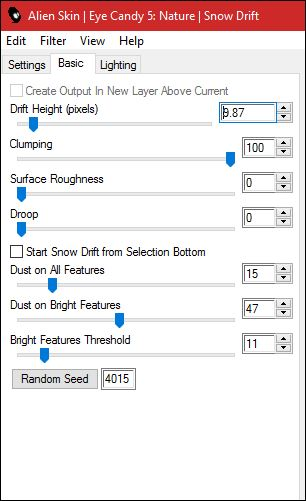 Alien Skin | Eye Candy 5: Nature | Snow Drift
Edit Filter View Help
Settings Basic Lighting
Create Output In New Layer Above Current
Drift Height (pixels) 9.87
Clumping 100
Surface Roughness 0
Droop 0
Start Snow Drift from Selection Bottom
Dust on All Features 15
Dust on Bright Features 47
Bright Features Threshold 11
Random Seed 4015